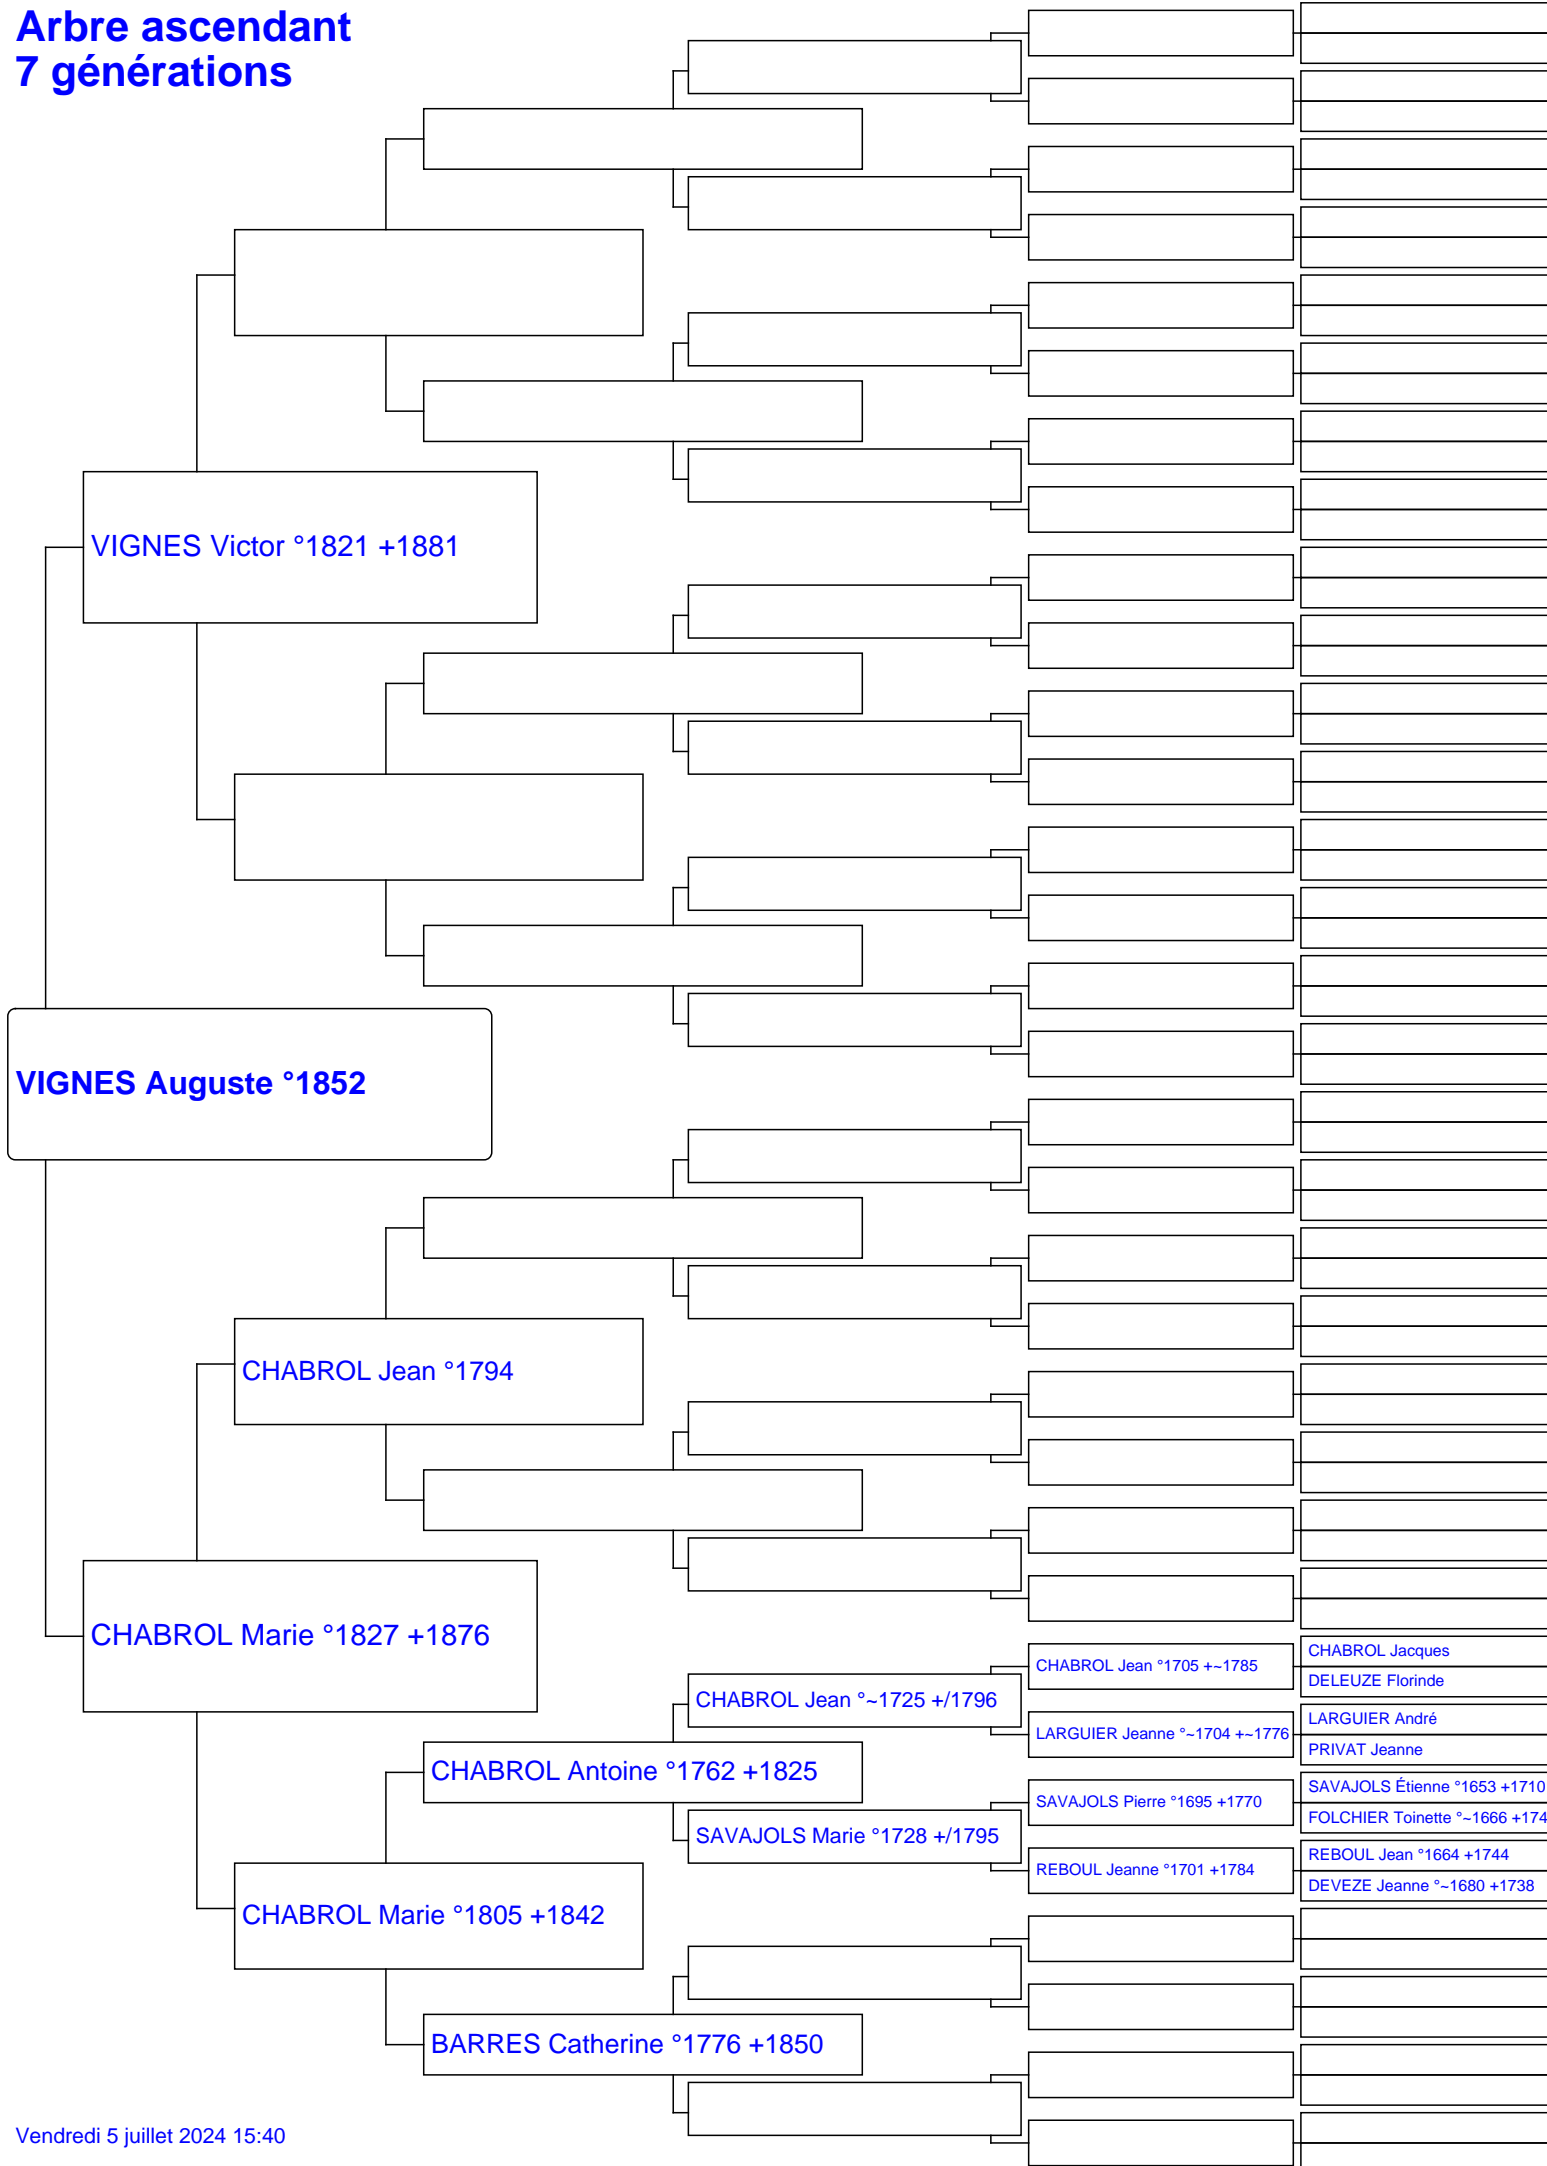 Arbre ascendant
7 générations
VIGNES Victor °1821 +1881
VIGNES Auguste °1852
CHABROL Jean °1794
CHABROL Marie °1827 +1876
CHABROL Jean °1705 +~1785
CHABROL Jacques
DELEUZE Florinde
CHABROL Jean °~1725 +/1796
LARGUIER Jeanne °~1704 +~1776
LARGUIER André
PRIVAT Jeanne
CHABROL Antoine °1762 +1825
SAVAJOLS Pierre °1695 +1770
SAVAJOLS Étienne °1653 +1710
FOLCHIER Toinette °~1666 +174
SAVAJOLS Marie °1728 +/1795
REBOUL Jeanne °1701 +1784
REBOUL Jean °1664 +1744
DEVEZE Jeanne °~1680 +1738
CHABROL Marie °1805 +1842
BARRES Catherine °1776 +1850
Vendredi 5 juillet 2024 15:40